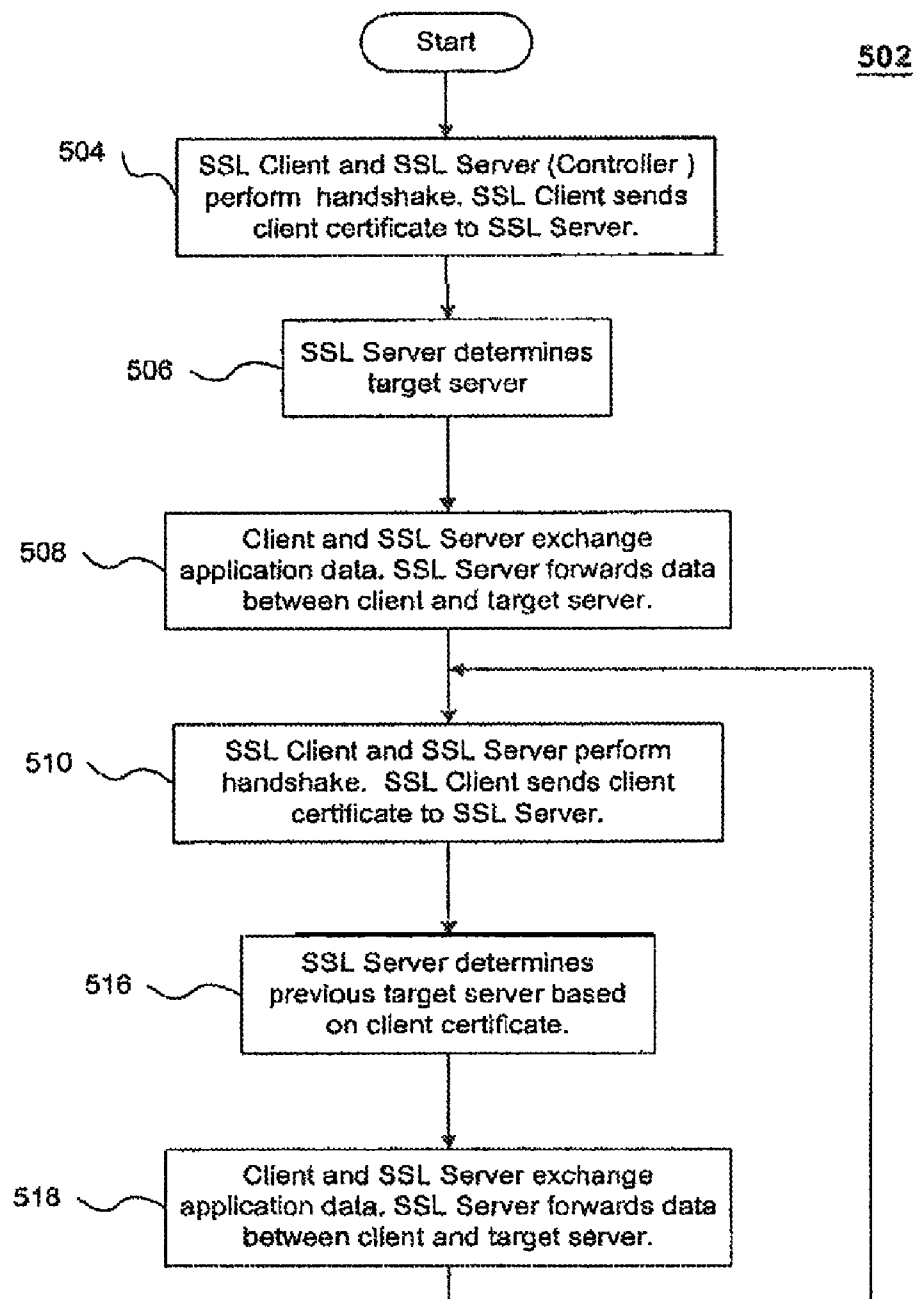 Start
502
504
SSL Client and SSL Server (Controller )
perform handshake. SSL Client sends
client certificate to SSL Server.
506
SSL Server determines
target server
508
Client and SSL Server exchange
application data. SSL Server forwards data
between client and target server.
510
SSL Client and SSL Server perform
handshake. SSL Client sends client
certificate to SSL Server.
516
SSL Server determines
previous target server based
on client certificate.
518
Client and SSL Server exchange
application data. SSL Server forwards data
between client and target server.